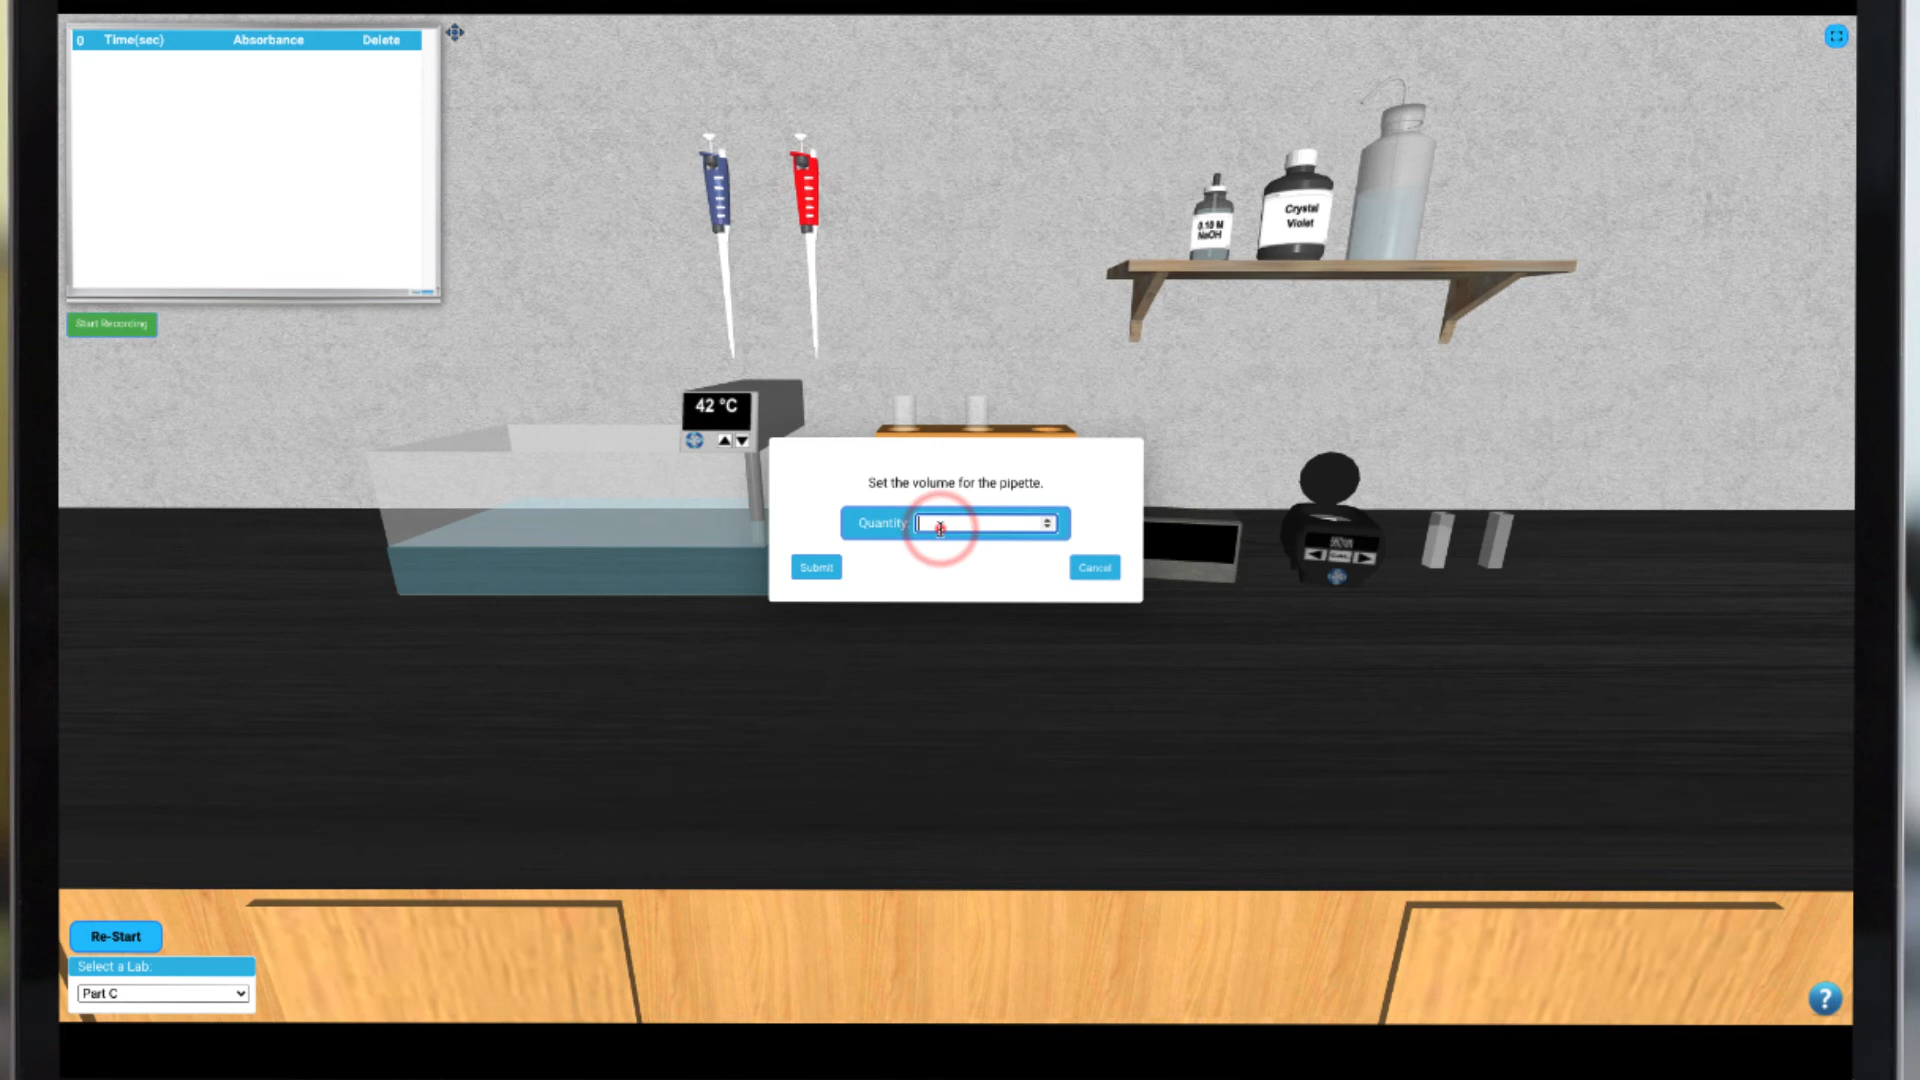 0 Time(sec) Absorbance Delete
Start Recording
0.10 M
NaOH
Crystal
Violet
42 °C
Set the volume for the pipette.
Quantity:
Submit
Cancel
Re-Start
Select a Lab:
Part C
?